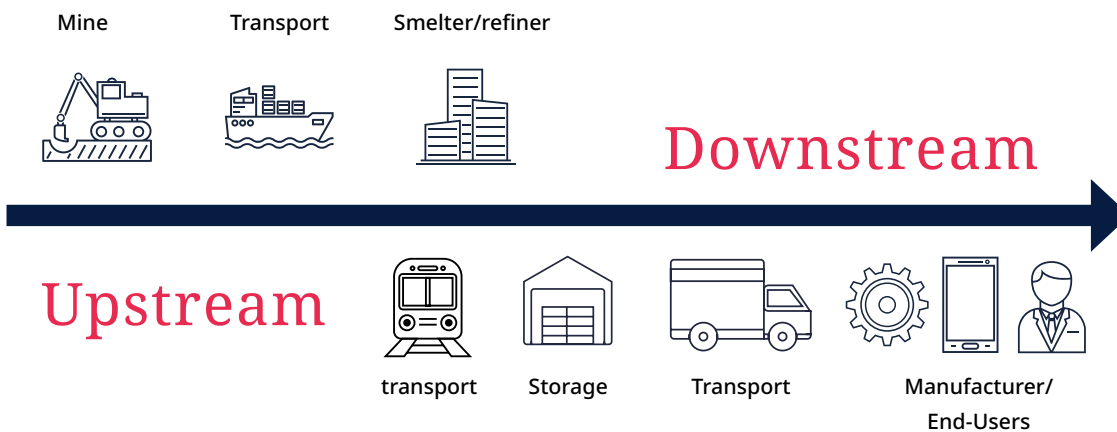 Mine
Transport
Smelter/refiner
Downstream
Upstream
transport
Storage
Transport
Manufacturer/
End-Users